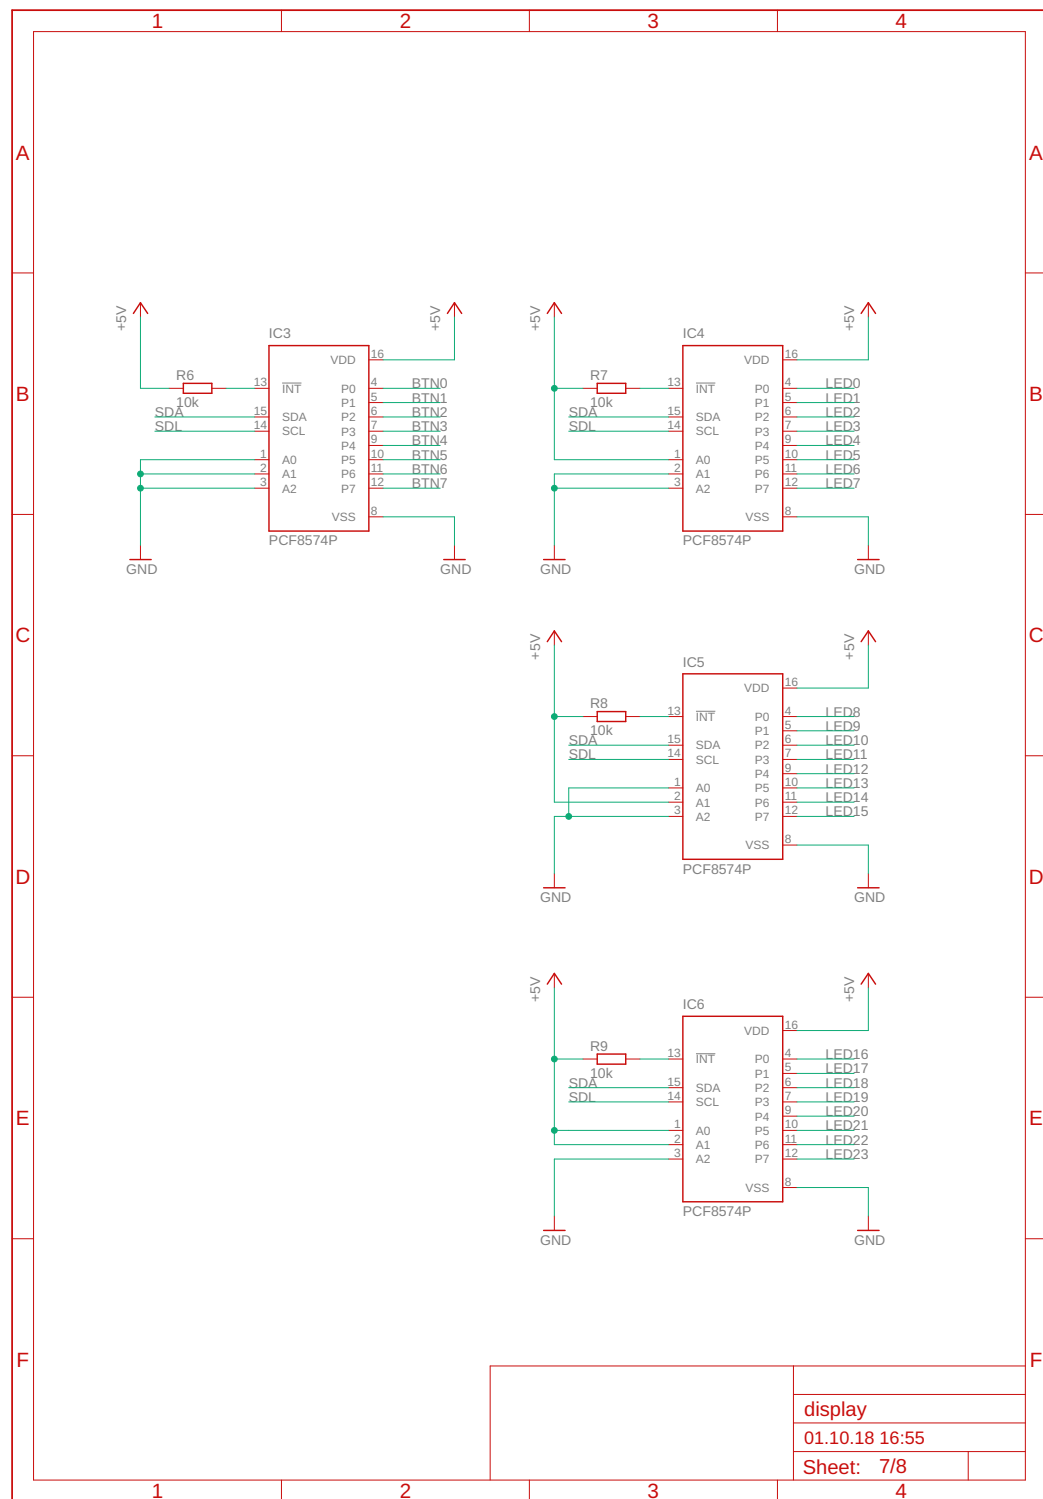 1 2 3 4
A A
B B
C C
D D
E E
F F
1 2 3 4
+5V
+5V
IC3
VDD 16
R6
10k
13 INT
SDA 15 SDA
SDL 14 SCL
1 A0
2 A1
3 A2
P0 4 BTN0
P1 5 BTN1
P2 6 BTN2
P3 7 BTN3
P4 9 BTN4
P5 10 BTN5
P6 11 BTN6
P7 12 BTN7
VSS 8
PCF8574P
GND
GND
+5V
+5V
IC4
VDD 16
R7
10k
13 INT
SDA 15 SDA
SDL 14 SCL
1 A0
2 A1
3 A2
P0 4 LED0
P1 5 LED1
P2 6 LED2
P3 7 LED3
P4 9 LED4
P5 10 LED5
P6 11 LED6
P7 12 LED7
VSS 8
PCF8574P
GND
GND
+5V
+5V
IC5
VDD 16
R8
10k
13 INT
SDA 15 SDA
SDL 14 SCL
1 A0
2 A1
3 A2
P0 4 LED8
P1 5 LED9
P2 6 LED10
P3 7 LED11
P4 9 LED12
P5 10 LED13
P6 11 LED14
P7 12 LED15
VSS 8
PCF8574P
GND
GND
+5V
+5V
IC6
VDD 16
R9
10k
13 INT
SDA 15 SDA
SDL 14 SCL
1 A0
2 A1
3 A2
P0 4 LED16
P1 5 LED17
P2 6 LED18
P3 7 LED19
P4 9 LED20
P5 10 LED21
P6 11 LED22
P7 12 LED23
VSS 8
PCF8574P
GND
GND
display
01.10.18 16:55
Sheet: 7/8